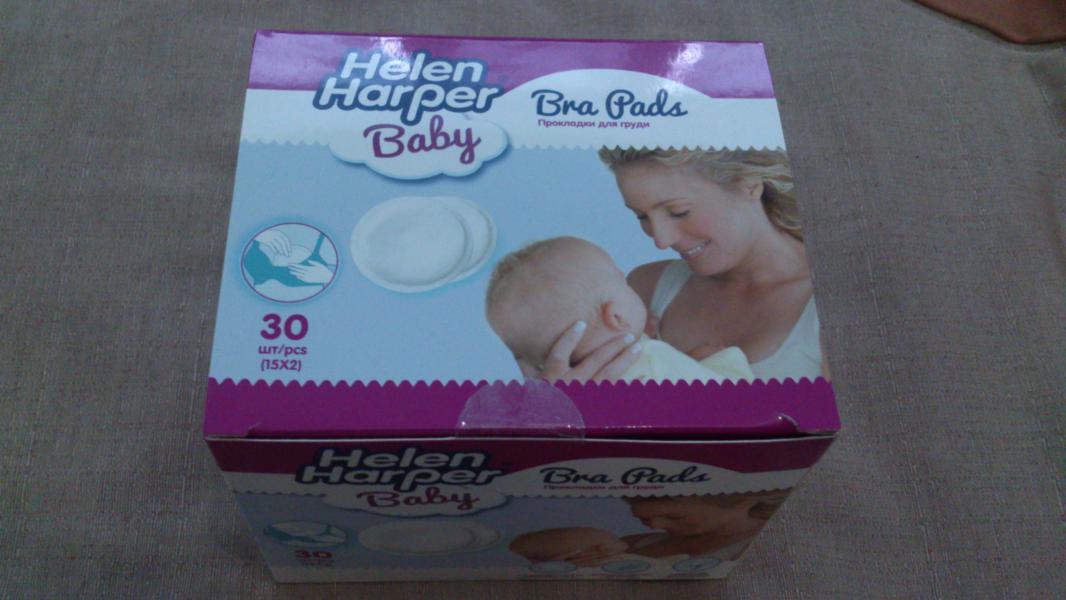 Helen
Harper
Baby
Bra Pads
Прокладки для груди
30
шт/pcs
(15X2)
Helen
Harper
Baby
Bra Pads
Прокладки для груди
30